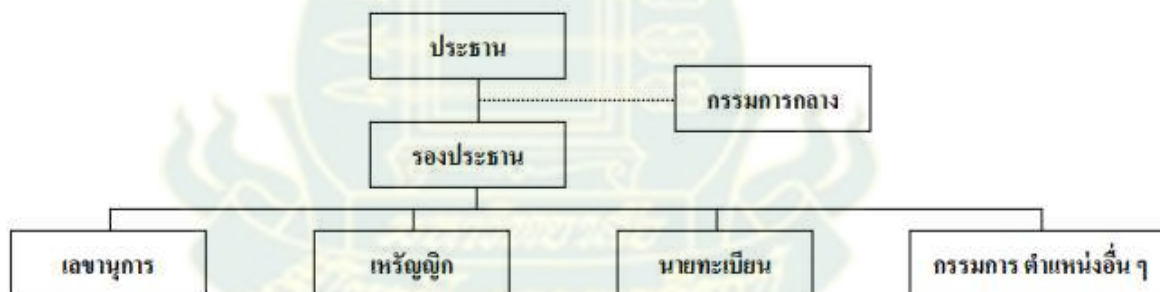 ประธาน
กรรมการกลาง
รองประธาน
เลขานุการ
เหรัญญิก
นายทะเบียน
กรรมการ ตำแหน่งอื่น ๆ